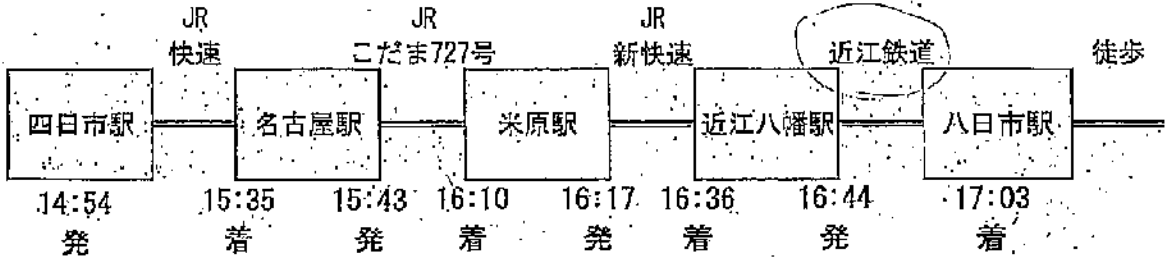 JR JR JR
快速 こだま727号 新快速 近江鉄道 徒歩
四日市駅 名古屋駅 米原駅 近江八幡駅 八日市駅
14:54 15:35 15:43 16:10 16:17 16:36 16:44 17:03
発 着 発 着 発 着 発 着